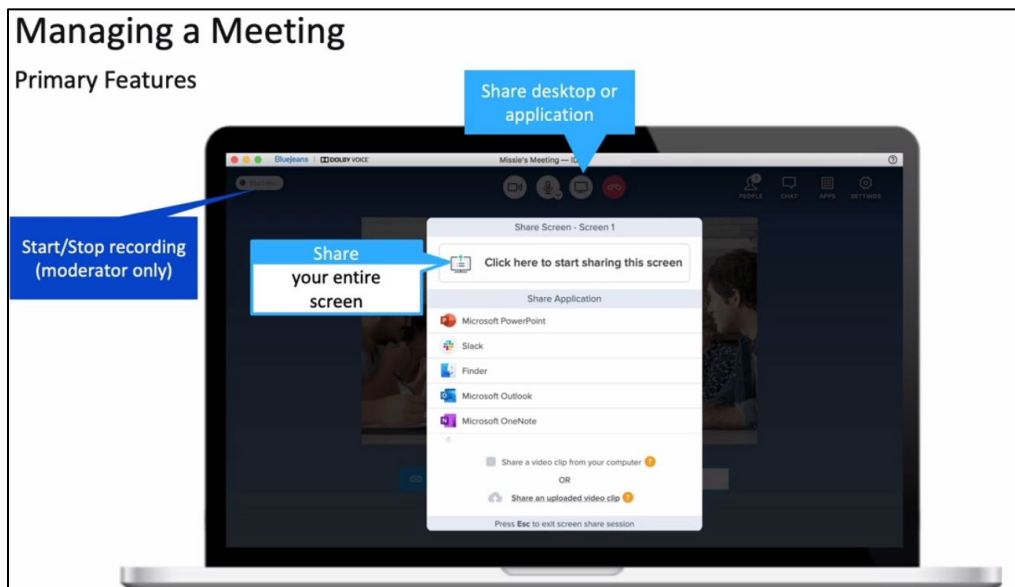 Managing a Meeting
Primary Features
Share desktop or
application
BlueJeans | DOLBY VOICE
Missie's Meeting —
Start Rec
PEOPLE
CHAT
APPS
SETTINGS
Start/Stop recording
(moderator only)
Share
your entire
screen
Share Screen - Screen 1
Click here to start sharing this screen
Share Application
Microsoft PowerPoint
Slack
Finder
Microsoft Outlook
Microsoft OneNote
Share a video clip from your computer ?
OR
Share an uploaded video clip ?
Press Esc to exit screen share session